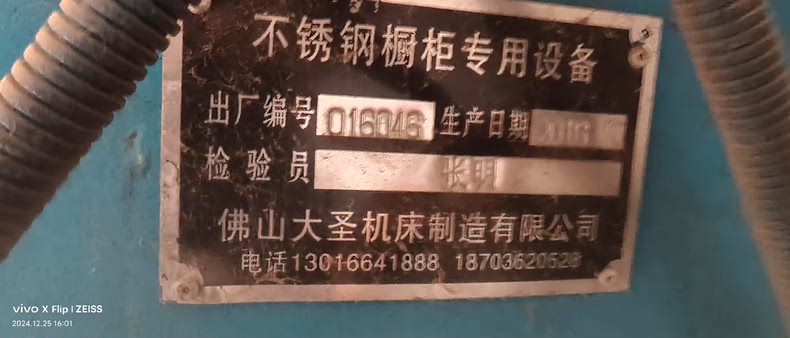 不锈钢橱柜专用设备
出厂编号 016046 生产日期 016
检验员 长明
佛山大圣机床制造有限公司
电话13016641888 18703620528
vivo X Flip | ZEISS
2024.12.25 16:01